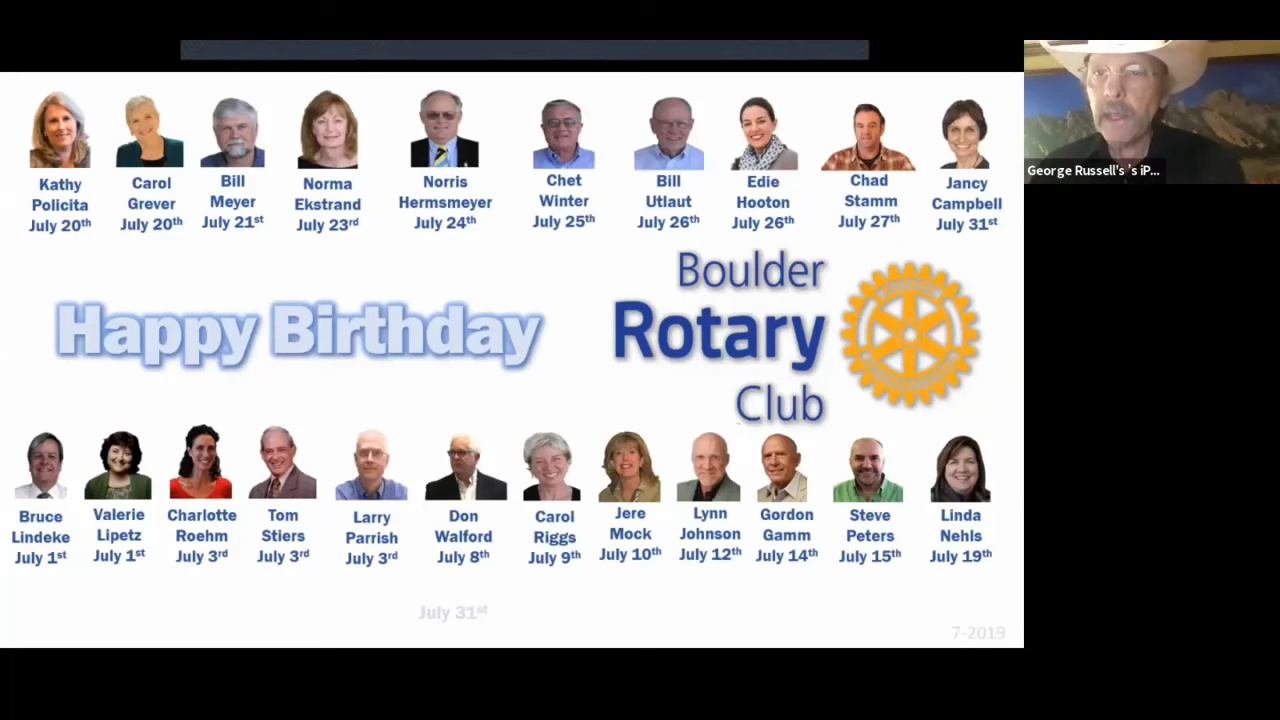 George Russell's 's iP...
Kathy
Policita
July 20th
Carol
Grever
July 20th
Bill
Meyer
July 21st
Norma
Ekstrand
July 23rd
Norris
Hermsmeyer
July 24th
Chet
Winter
July 25th
Bill
Utlaut
July 26th
Edie
Hooton
July 26th
Chad
Stamm
July 27th
Jancy
Campbell
July 31st
Happy Birthday
Boulder
Rotary
Club
Bruce
Lindeke
July 1st
Valerie
Lipetz
July 1st
Charlotte
Roehm
July 3rd
Tom
Stiers
July 3rd
Larry
Parrish
July 3rd
Don
Walford
July 8th
Carol
Riggs
July 9th
Jere
Mock
July 10th
Lynn
Johnson
July 12th
Gordon
Gamm
July 14th
Steve
Peters
July 15th
Linda
Nehls
July 19th
July 31st
7-2019